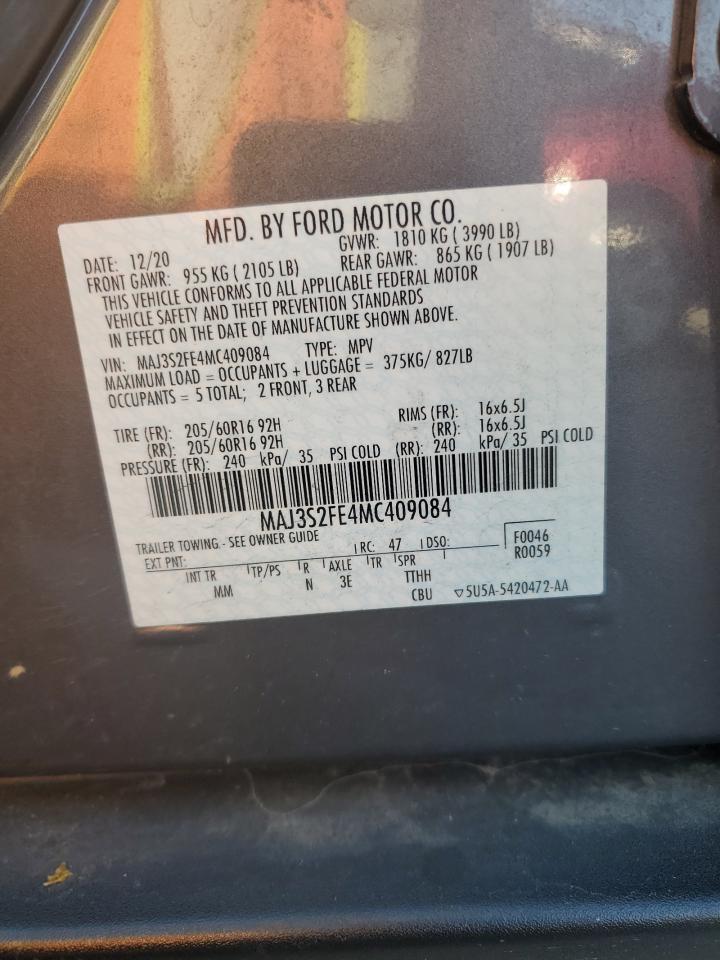 MFD. BY FORD MOTOR CO.
DATE: 12/20 GVWR: 1810 KG ( 3990 LB)
FRONT GAWR: 955 KG ( 2105 LB) REAR GAWR: 865 KG ( 1907 LB)
THIS VEHICLE CONFORMS TO ALL APPLICABLE FEDERAL MOTOR
VEHICLE SAFETY AND THEFT PREVENTION STANDARDS
IN EFFECT ON THE DATE OF MANUFACTURE SHOWN ABOVE.
VIN: MAJ3S2FE4MC409084 TYPE: MPV
MAXIMUM LOAD = OCCUPANTS + LUGGAGE = 375KG/ 827LB
OCCUPANTS = 5 TOTAL; 2 FRONT, 3 REAR
TIRE (FR): 205/60R16 92H RIMS (FR): 16x6.5J
(RR): 205/60R16 92H (RR): 16x6.5J
PRESSURE (FR): 240 kPa/ 35 PSI COLD (RR): 240 kPa/ 35 PSI COLD
MAJ3S2FE4MC409084
TRAILER TOWING - SEE OWNER GUIDE
EXT PNT: RC: 47 DSO: F0046
R0059
INT TR TP/PS R AXLE TR SPR
MM N 3E TTHH
CBU ▽5U5A-5420472-AA